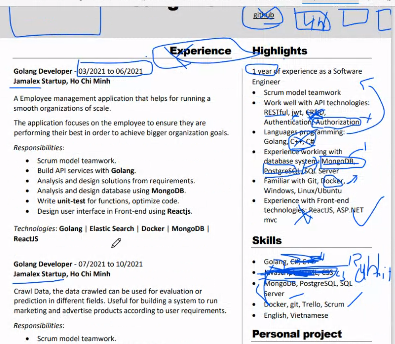 github
Experience
Golang Developer - 03/2021 to 06/2021
Jamalex Startup, Ho Chi Minh
A Employee management application that helps for running a
smooth organizations of scale.
The application focuses on the employee to ensure they are
performing their best in order to achieve bigger organization goals.
Responsibilities:
• Scrum model teamwork.
• Build API services with Golang.
• Analysis and design solutions from requirements.
• Analysis and design database using MongoDB.
• Write unit-test for functions, optimize code.
• Design user interface in Front-end using Reactjs.
Technologies: Golang | Elastic Search | Docker | MongoDB |
ReactJS
Golang Developer - 07/2021 to 10/2021
Jamalex Startup, Ho Chi Minh
Crawl Data, the data crawled can be used for evaluation or
prediction in different fields. Useful for building a system to run
marketing and advertise products according to user requirements.
Responsibilities:
• Scrum model teamwork.
Highlights
1 year of experience as a Software
Engineer
• Scrum model teamwork
• Work well with API technologies:
RESTful, jwt,
Authentication, Authorization
• Languages programming:
Golang, C++, C#
• Experience working with
database system: MongoDB,
PostgreSQL, SQL Server
• Familiar with Git, Docker,
Windows, Linux/Ubuntu
• Experience with Front-end
technologies: ReactJS, ASP.NET
mvc
Skills
• Golang,
• MongoDB, PostgreSQL, SQL
Server
• Docker, git, Trello, Scrum
• English, Vietnamese
Personal project